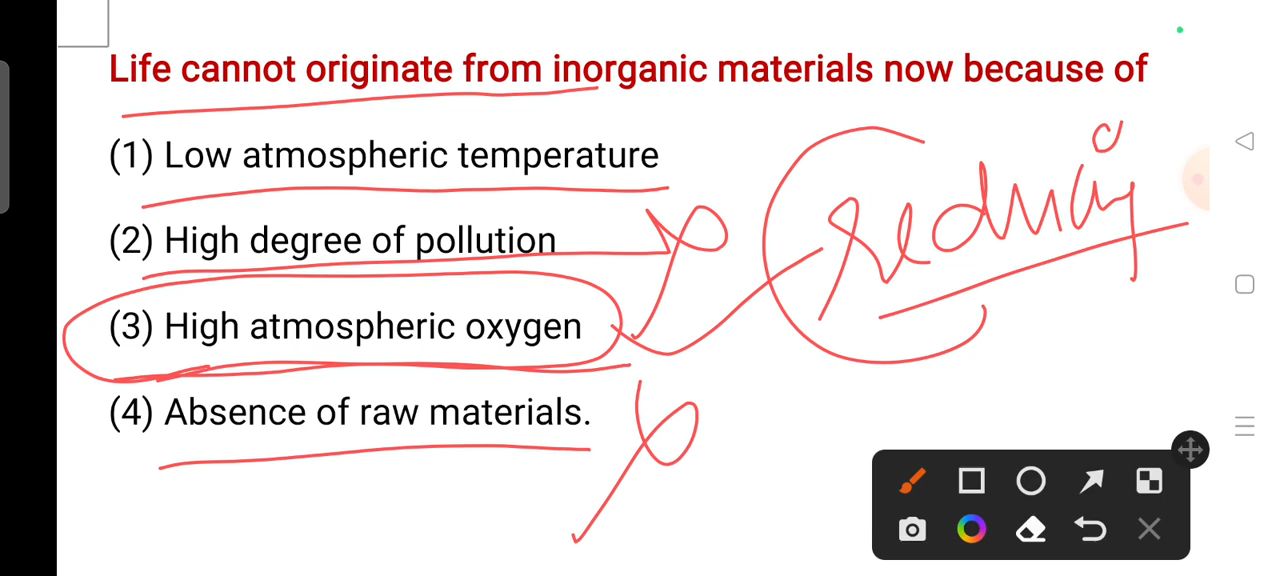 Life cannot originate from inorganic materials now because of
(1) Low atmospheric temperature
(2) High degree of pollution
(3) High atmospheric oxygen
(4) Absence of raw materials.